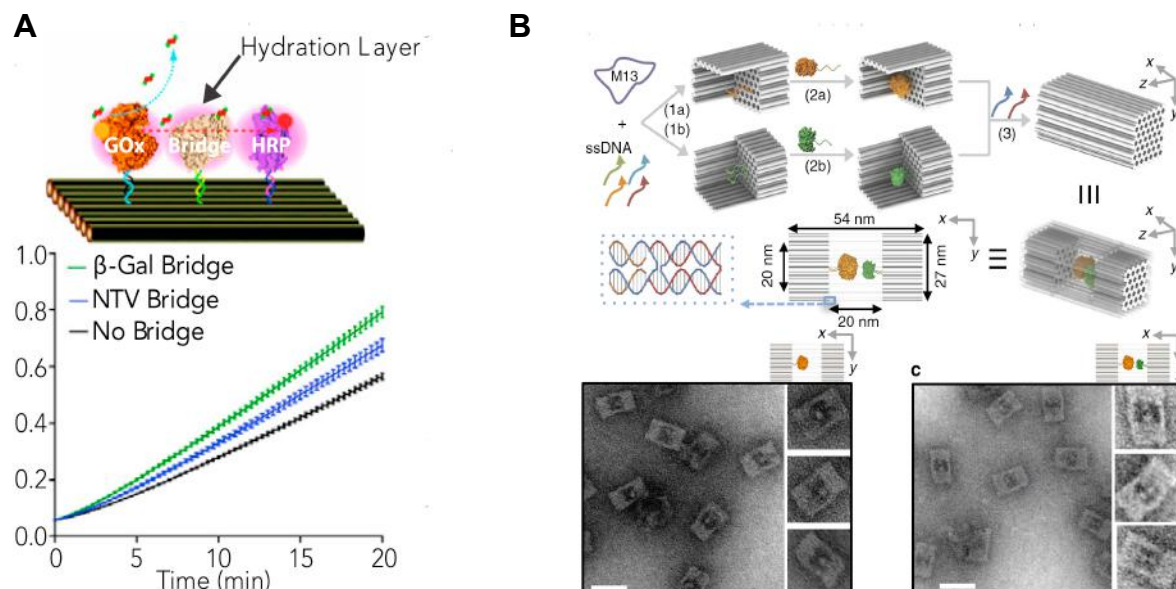 A
Hydration Layer
GOx
Bridge
HRP
1.0
β-Gal Bridge
0.8
NTV Bridge
No Bridge
0.6
0.4
0.2
0.0
0 5 10 15 20
Time (min)
B
M13
+
ssDNA
(1a)
(1b)
(2a)
(2b)
(3)
x
z
y
54 nm
x
y
20 nm
27 nm
20 nm
x
z
y
x
y
c
x
y